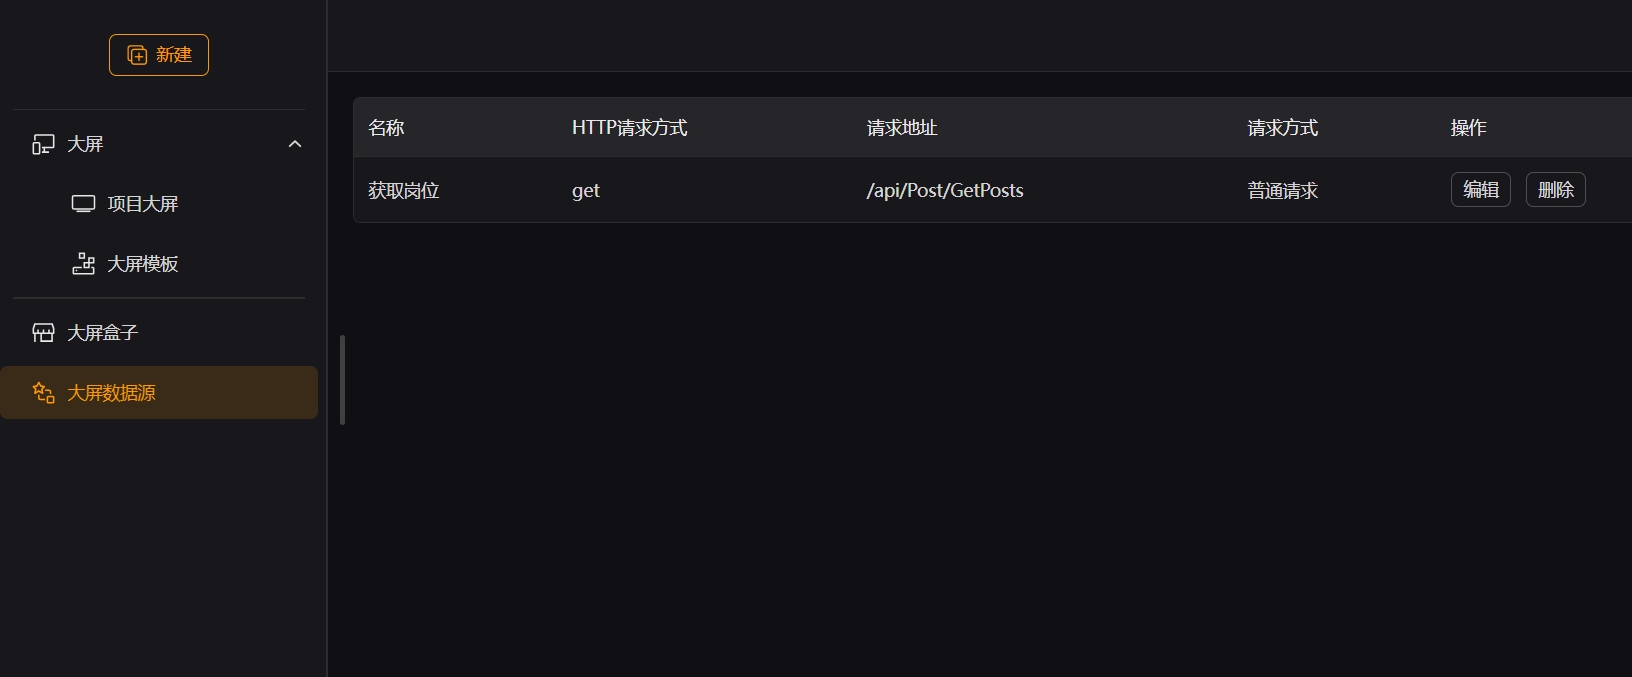 新建
大屏
项目大屏
大屏模板
大屏盒子
大屏数据源
名称 HTTP请求方式 请求地址 请求方式 操作
获取岗位 get /api/Post/GetPosts 普通请求 编辑 删除